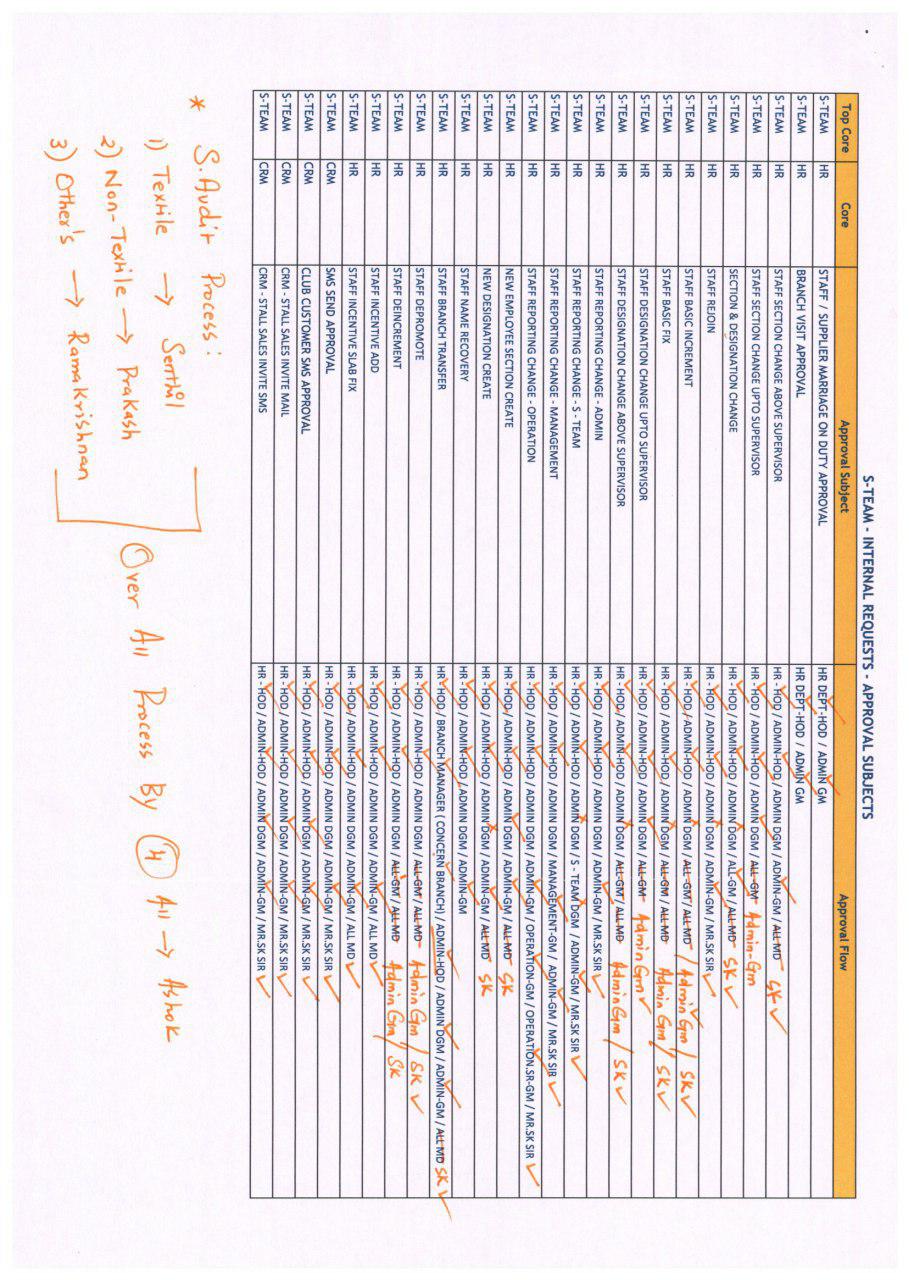 S-TEAM - INTERNAL REQUESTS - APPROVAL SUBJECTS
Top Core Core Approval Subject Approval Flow
S-TEAM HR STAFF / SUPPLIER MARRIAGE ON DUTY APPROVAL HR DEPT-HOD / ADMIN GM
S-TEAM HR BRANCH VISIT APPROVAL HR DEPT-HOD / ADMIN GM
S-TEAM HR STAFF SECTION CHANGE ABOVE SUPERVISOR HR - HOD / ADMIN-HOD / ADMIN DGM / ADMIN-GM / ALL MD SK
S-TEAM HR STAFF SECTION CHANGE UPTO SUPERVISOR HR - HOD / ADMIN-HOD / ADMIN DGM / ALL-GM Admin-Gm
S-TEAM HR SECTION & DESIGNATION CHANGE HR - HOD / ADMIN-HOD / ADMIN DGM / ALL-GM / ALL MD SK
S-TEAM HR STAFF REJOIN HR - HOD / ADMIN-HOD / ADMIN DGM / ADMIN-GM / MR.SK SIR
S-TEAM HR STAFF BASIC INCREMENT HR - HOD / ADMIN-HOD / ADMIN DGM / ALL-GM / ALL MD / Admin Gm / SK
S-TEAM HR STAFF BASIC FIX HR - HOD / ADMIN-HOD / ADMIN DGM / ALL-GM / ALL MD Admin Gm / SK
S-TEAM HR STAFF DESIGNATION CHANGE UPTO SUPERVISOR HR - HOD / ADMIN-HOD / ADMIN DGM / ALL-GM Admin Gm
S-TEAM HR STAFF DESIGNATION CHANGE ABOVE SUPERVISOR HR - HOD / ADMIN-HOD / ADMIN DGM / ALL-GM / ALL MD Admin Gm / SK
S-TEAM HR STAFF REPORTING CHANGE - ADMIN HR - HOD / ADMIN-HOD / ADMIN DGM / ADMIN-GM / MR.SK SIR
S-TEAM HR STAFF REPORTING CHANGE - S - TEAM HR - HOD / ADMIN-HOD / ADMIN DGM / S - TEAM DGM / ADMIN-GM / MR.SK SIR
S-TEAM HR STAFF REPORTING CHANGE - MANAGEMENT HR - HOD / ADMIN-HOD / ADMIN DGM / MANAGEMENT-GM / ADMIN-GM / MR.SK SIR
S-TEAM HR STAFF REPORTING CHANGE - OPERATION HR - HOD / ADMIN-HOD / ADMIN DGM / ADMIN-GM / OPERATION-GM / OPERATION.SR-GM / MR.SK SIR
S-TEAM HR NEW EMPLOYEE SECTION CREATE HR - HOD / ADMIN-HOD / ADMIN DGM / ADMIN-GM / ALL MD SK
S-TEAM HR NEW DESIGNATION CREATE HR - HOD / ADMIN-HOD / ADMIN DGM / ADMIN-GM / ALL MD SK
S-TEAM HR STAFF NAME RECOVERY HR - HOD / ADMIN-HOD / ADMIN DGM / ADMIN-GM
S-TEAM HR STAFF BRANCH TRANSFER HR - HOD / BRANCH MANAGER ( CONCERN BRANCH) / ADMIN-HOD / ADMIN DGM / ADMIN-GM / ALL MD SK
S-TEAM HR STAFF DEPROMOTE HR - HOD / ADMIN-HOD / ADMIN DGM / ALL-GM / ALL MD Admin Gm / SK
S-TEAM HR STAFF DEINCREMENT HR - HOD / ADMIN-HOD / ADMIN DGM / ALL-GM / ALL MD Admin Gm / SK
S-TEAM HR STAFF INCENTIVE ADD HR - HOD / ADMIN-HOD / ADMIN DGM / ADMIN-GM / ALL MD
S-TEAM HR STAFF INCENTIVE SLAB FIX HR - HOD / ADMIN-HOD / ADMIN DGM / ADMIN-GM / ALL MD
S-TEAM CRM SMS SEND APPROVAL HR - HOD / ADMIN-HOD / ADMIN DGM / ADMIN-GM / MR.SK SIR
S-TEAM CRM CLUB CUSTOMER SMS APPROVAL HR - HOD / ADMIN-HOD / ADMIN DGM / ADMIN-GM / MR.SK SIR
S-TEAM CRM CRM - STALL SALES INVITE MAIL HR - HOD / ADMIN-HOD / ADMIN DGM / ADMIN-GM / MR.SK SIR
S-TEAM CRM CRM - STALL SALES INVITE SMS HR - HOD / ADMIN-HOD / ADMIN DGM / ADMIN-GM / MR.SK SIR
* S.Audit Process:
1) Textile → Senthil
2) Non-Textile → Prakash
3) Other's → RamaKrishnan
Over All Process By 4 All → Ashok